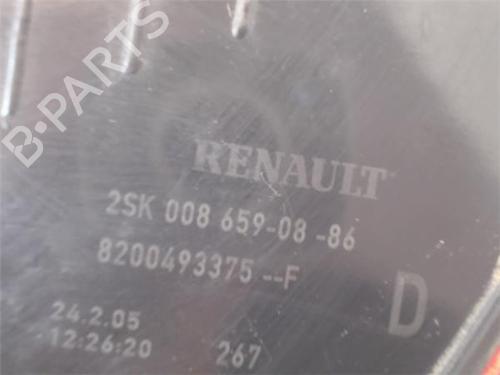 B-PARTS
RENAULT
2SK 008 659-08 -86
8200493375 --F
D
24.2.05
12:26:20 267